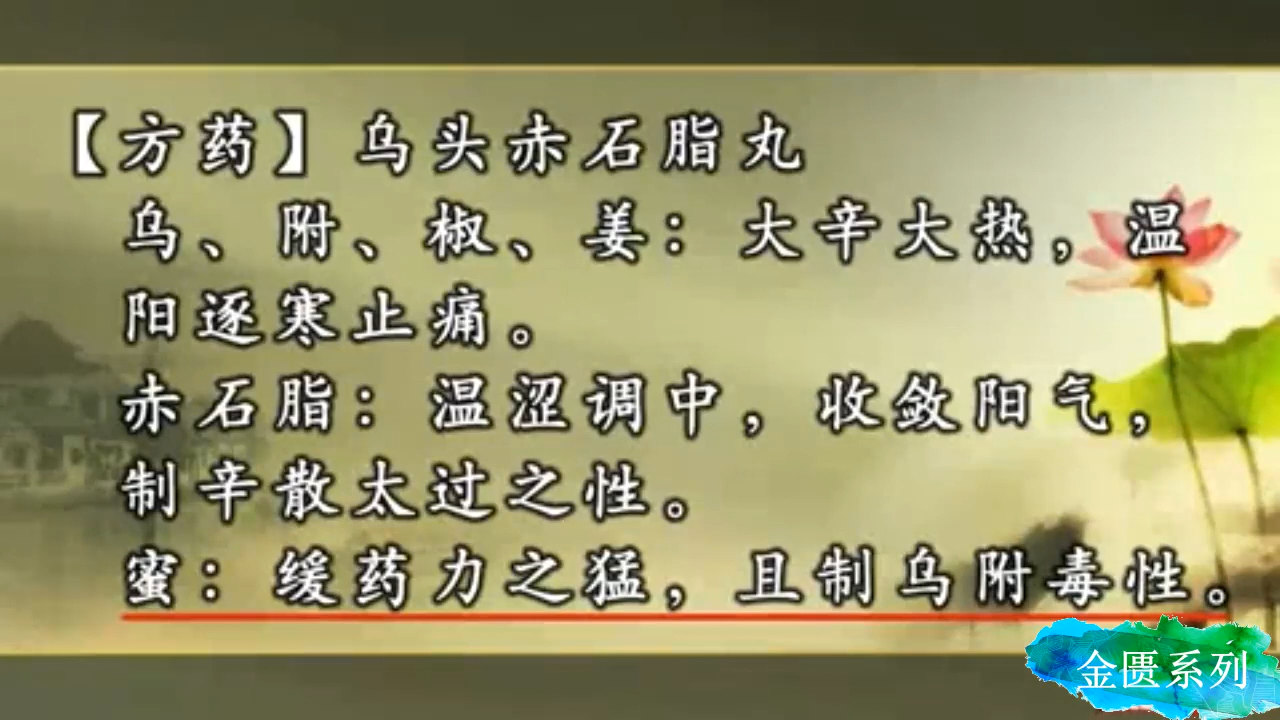 【方药】乌头赤石脂丸
乌、附、椒、姜：大辛大热，温
阳逐寒止痛。
赤石脂：温涩调中，收敛阳气，
制辛散太过之性。
蜜：缓药力之猛，且制乌附毒性。
金匮系列